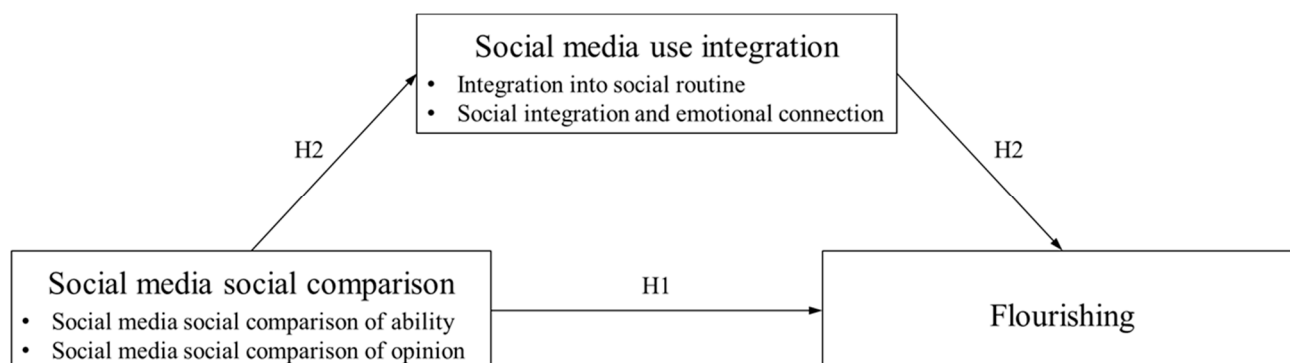 Social media use integration
• Integration into social routine
• Social integration and emotional connection
H2
H2
Social media social comparison
• Social media social comparison of ability
• Social media social comparison of opinion
H1
Flourishing